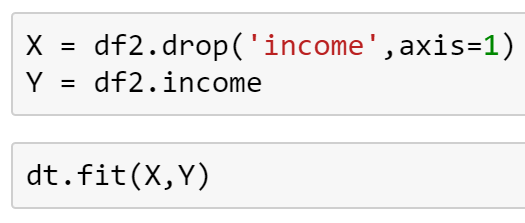 X = df2.drop('income',axis=1)
Y = df2.income
dt.fit(X,Y)